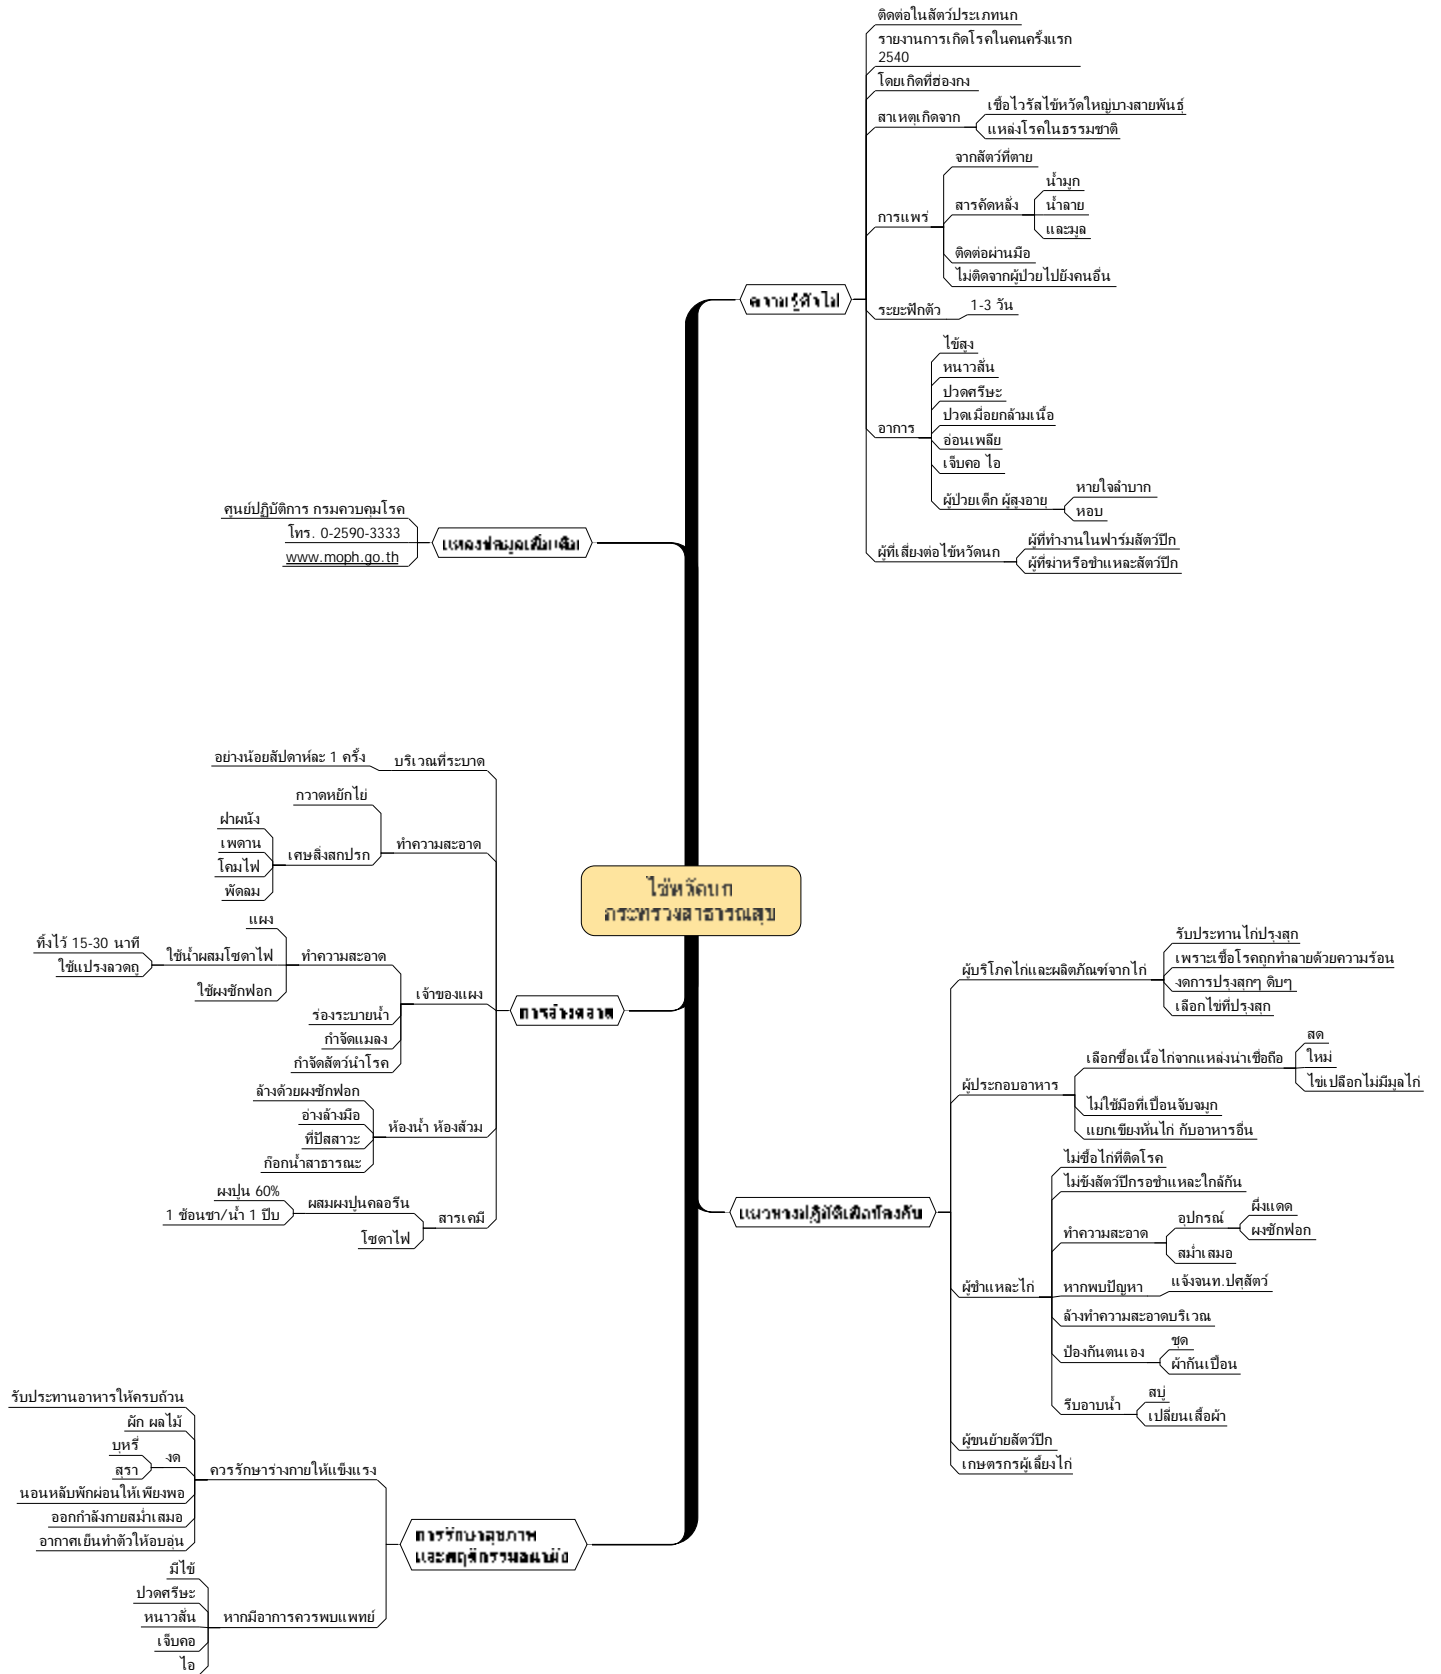 ไข้หวัดนก
กระทรวงสาธารณสุข
ความรู้ทั่วไป
ติดต่อในสัตว์ประเภทนก
รายงานการเกิดโรคในคนครั้งแรก
2540
โดยเกิดที่ฮ่องกง
สาเหตุเกิดจาก
เชื้อไวรัสไข้หวัดใหญ่บางสายพันธุ์
แหล่งโรคในธรรมชาติ
การแพร่
จากสัตว์ที่ตาย
สารคัดหลั่ง
น้ำมูก
น้ำลาย
และมูล
ติดต่อผ่านมือ
ไม่ติดจากผู้ป่วยไปยังคนอื่น
ระยะฟักตัว
1-3 วัน
อาการ
ไข้สูง
หนาวสั่น
ปวดศรีษะ
ปวดเมื่อยกล้ามเนื้อ
อ่อนเพลีย
เจ็บคอ ไอ
ผู้ป่วยเด็ก ผู้สูงอายุ
หายใจลำบาก
หอบ
ผู้ที่เสี่ยงต่อไข้หวัดนก
ผู้ที่ทำงานในฟาร์มสัตว์ปีก
ผู้ที่ฆ่าหรือชำแหละสัตว์ปีก
แนวทางปฏิบัติเพื่อป้องกัน
ผู้บริโภคไก่และผลิตภัณฑ์จากไก่
รับประทานไก่ปรุงสุก
เพราะเชื้อโรคถูกทำลายด้วยความร้อน
งดการปรุงสุกๆ ดิบๆ
เลือกไข่ที่ปรุงสุก
ผู้ประกอบอาหาร
เลือกซื้อเนื้อไก่จากแหล่งน่าเชื่อถือ
สด
ใหม่
ไข่เปลือกไม่มีมูลไก่
ไม่ใช้มือที่เปื้อนจับจมูก
แยกเขียงหั่นไก่ กับอาหารอื่น
ผู้ชำแหละไก่
ไม่ซื้อไก่ที่ติดโรค
ไม่ขังสัตว์ปีกรอชำแหละใกล้กัน
ทำความสะอาด
อุปกรณ์
ผึ่งแดด
ผงซักฟอก
สม่ำเสมอ
หากพบปัญหา
แจ้งจนท.ปศุสัตว์
ล้างทำความสะอาดบริเวณ
ป้องกันตนเอง
ชุด
ผ้ากันเปื้อน
รีบอาบน้ำ
สบู่
เปลี่ยนเสื้อผ้า
ผู้ขนย้ายสัตว์ปีก
เกษตรกรผู้เลี้ยงไก่
การรักษาสุขภาพ
และพฤติกรรมอนามัย
ควรรักษาร่างกายให้แข็งแรง
รับประทานอาหารให้ครบถ้วน
ผัก ผลไม้
งด
บุหรี่
สุรา
นอนหลับพักผ่อนให้เพียงพอ
ออกกำลังกายสม่ำเสมอ
อากาศเย็นทำตัวให้อบอุ่น
หากมีอาการควรพบแพทย์
มีไข้
ปวดศรีษะ
หนาวสั่น
เจ็บคอ
ไอ
การล้างตลาด
บริเวณที่ระบาด
อย่างน้อยสัปดาห์ละ 1 ครั้ง
ทำความสะอาด
กวาดหยักไย่
เศษสิ่งสกปรก
ฝาผนัง
เพดาน
โคมไฟ
พัดลม
เจ้าของแผง
ทำความสะอาด
แผง
ใช้น้ำผสมโซดาไฟ
ทิ้งไว้ 15-30 นาที
ใช้แปรงลวดถู
ใช้ผงซักฟอก
ร่องระบายน้ำ
กำจัดแมลง
กำจัดสัตว์นำโรค
ห้องน้ำ ห้องส้วม
ล้างด้วยผงซักฟอก
อ่างล้างมือ
ที่ปัสสาวะ
ก๊อกน้ำสาธารณะ
สารเคมี
ผสมผงปูนคลอรีน
ผงปูน 60%
1 ช้อนชา/น้ำ 1 ปี๊บ
โซดาไฟ
แหล่งข้อมูลเพิ่มเติม
ศูนย์ปฏิบัติการ กรมควบคุมโรค
โทร. 0-2590-3333
www.moph.go.th